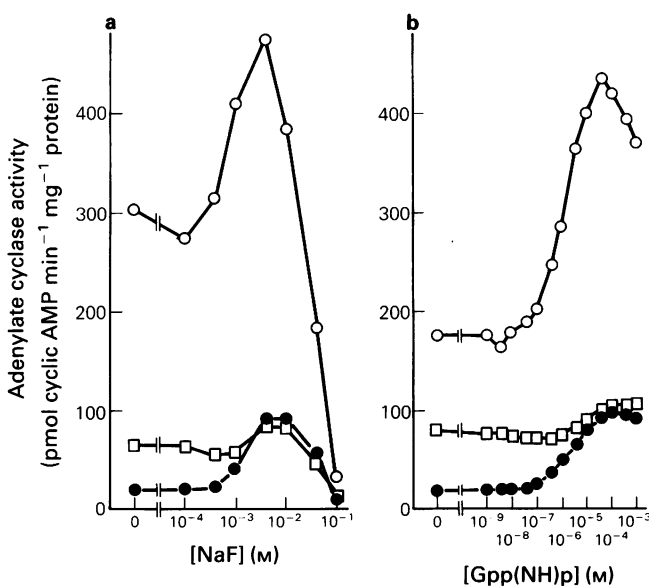 a
b
Adenylate cyclase activity
(pmol cyclic AMP min⁻¹ mg⁻¹ protein)
400
300
200
100
0
400
300
200
100
0
0 10⁻⁴ 10⁻³ 10⁻² 10⁻¹
[NaF] (M)
0 10⁻⁹ 10⁻⁷ 10⁻⁵ 10⁻³
10⁻⁸ 10⁻⁶ 10⁻⁴
[Gpp(NH)p] (M)